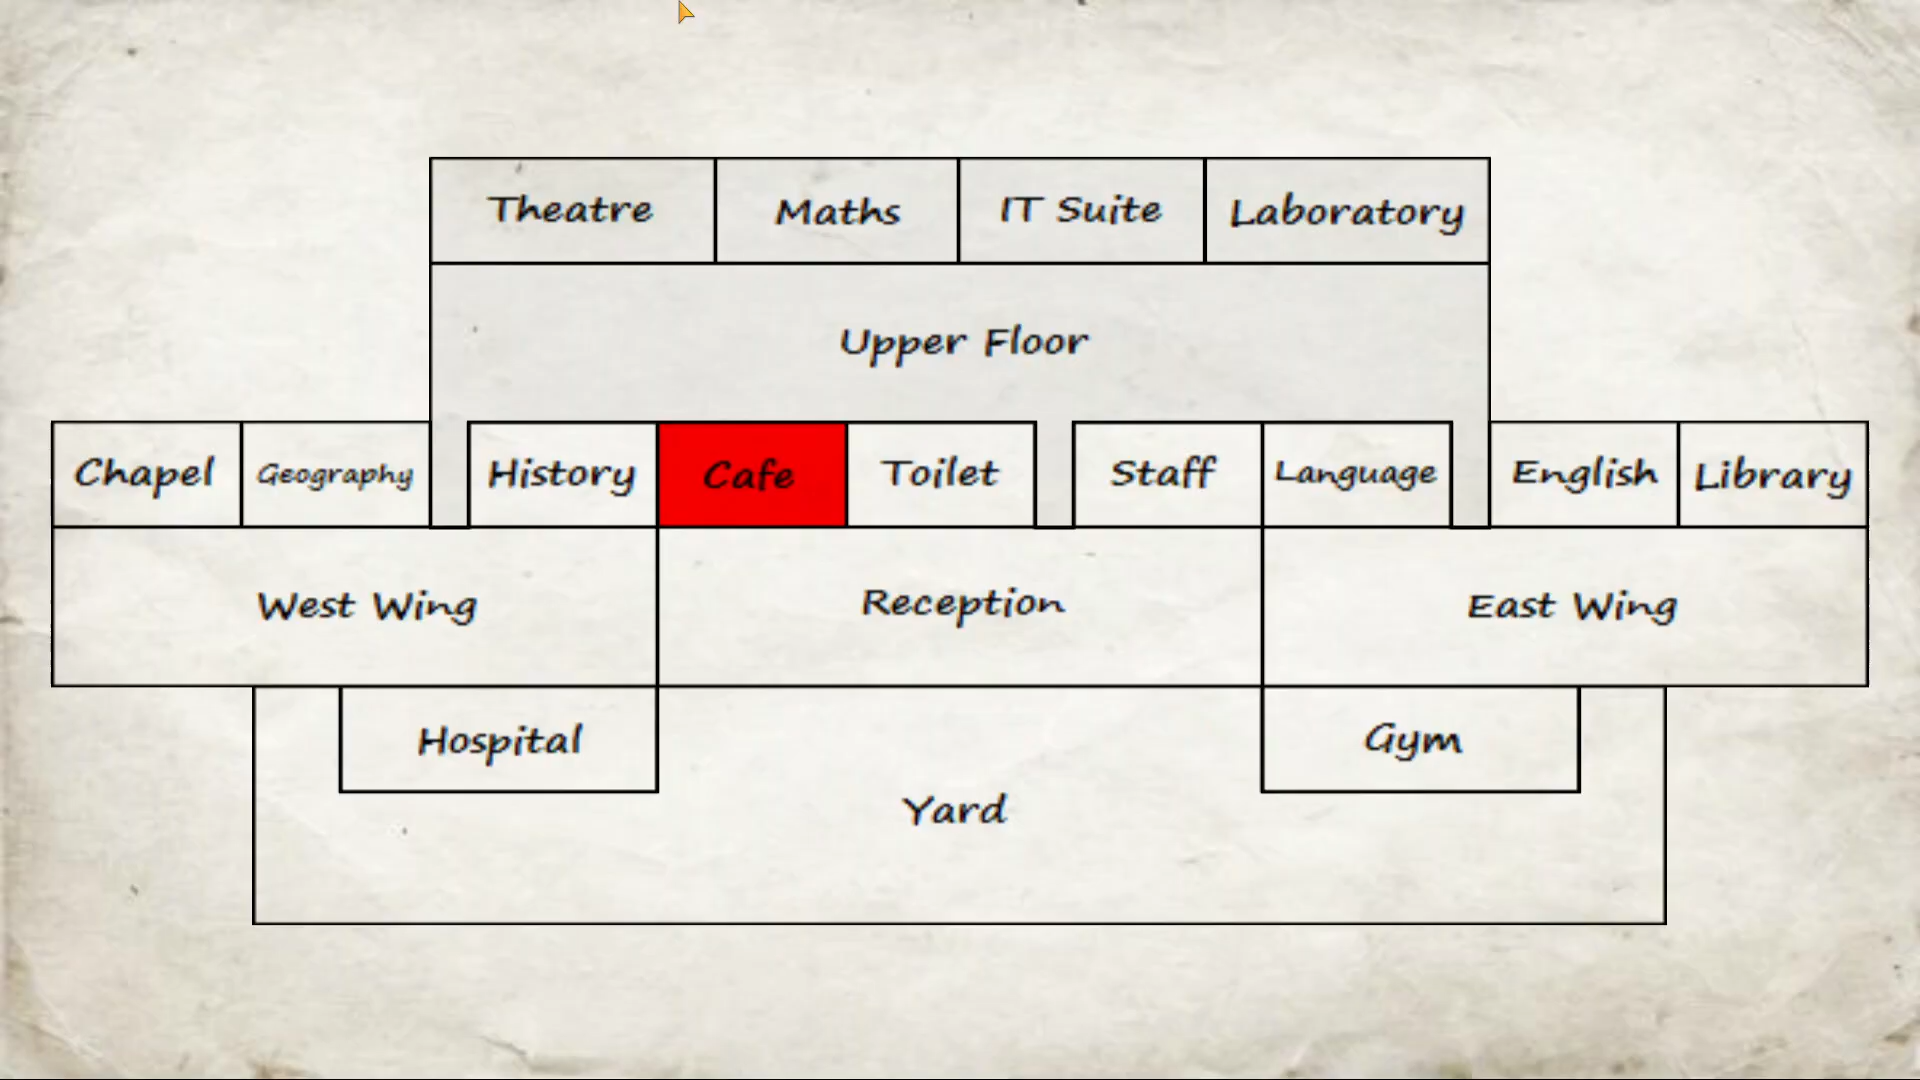 Theatre
Maths
IT Suite
Laboratory
Upper Floor
Chapel
Geography
History
Cafe
Toilet
Staff
Language
English
Library
West Wing
Reception
East Wing
Hospital
Gym
Yard